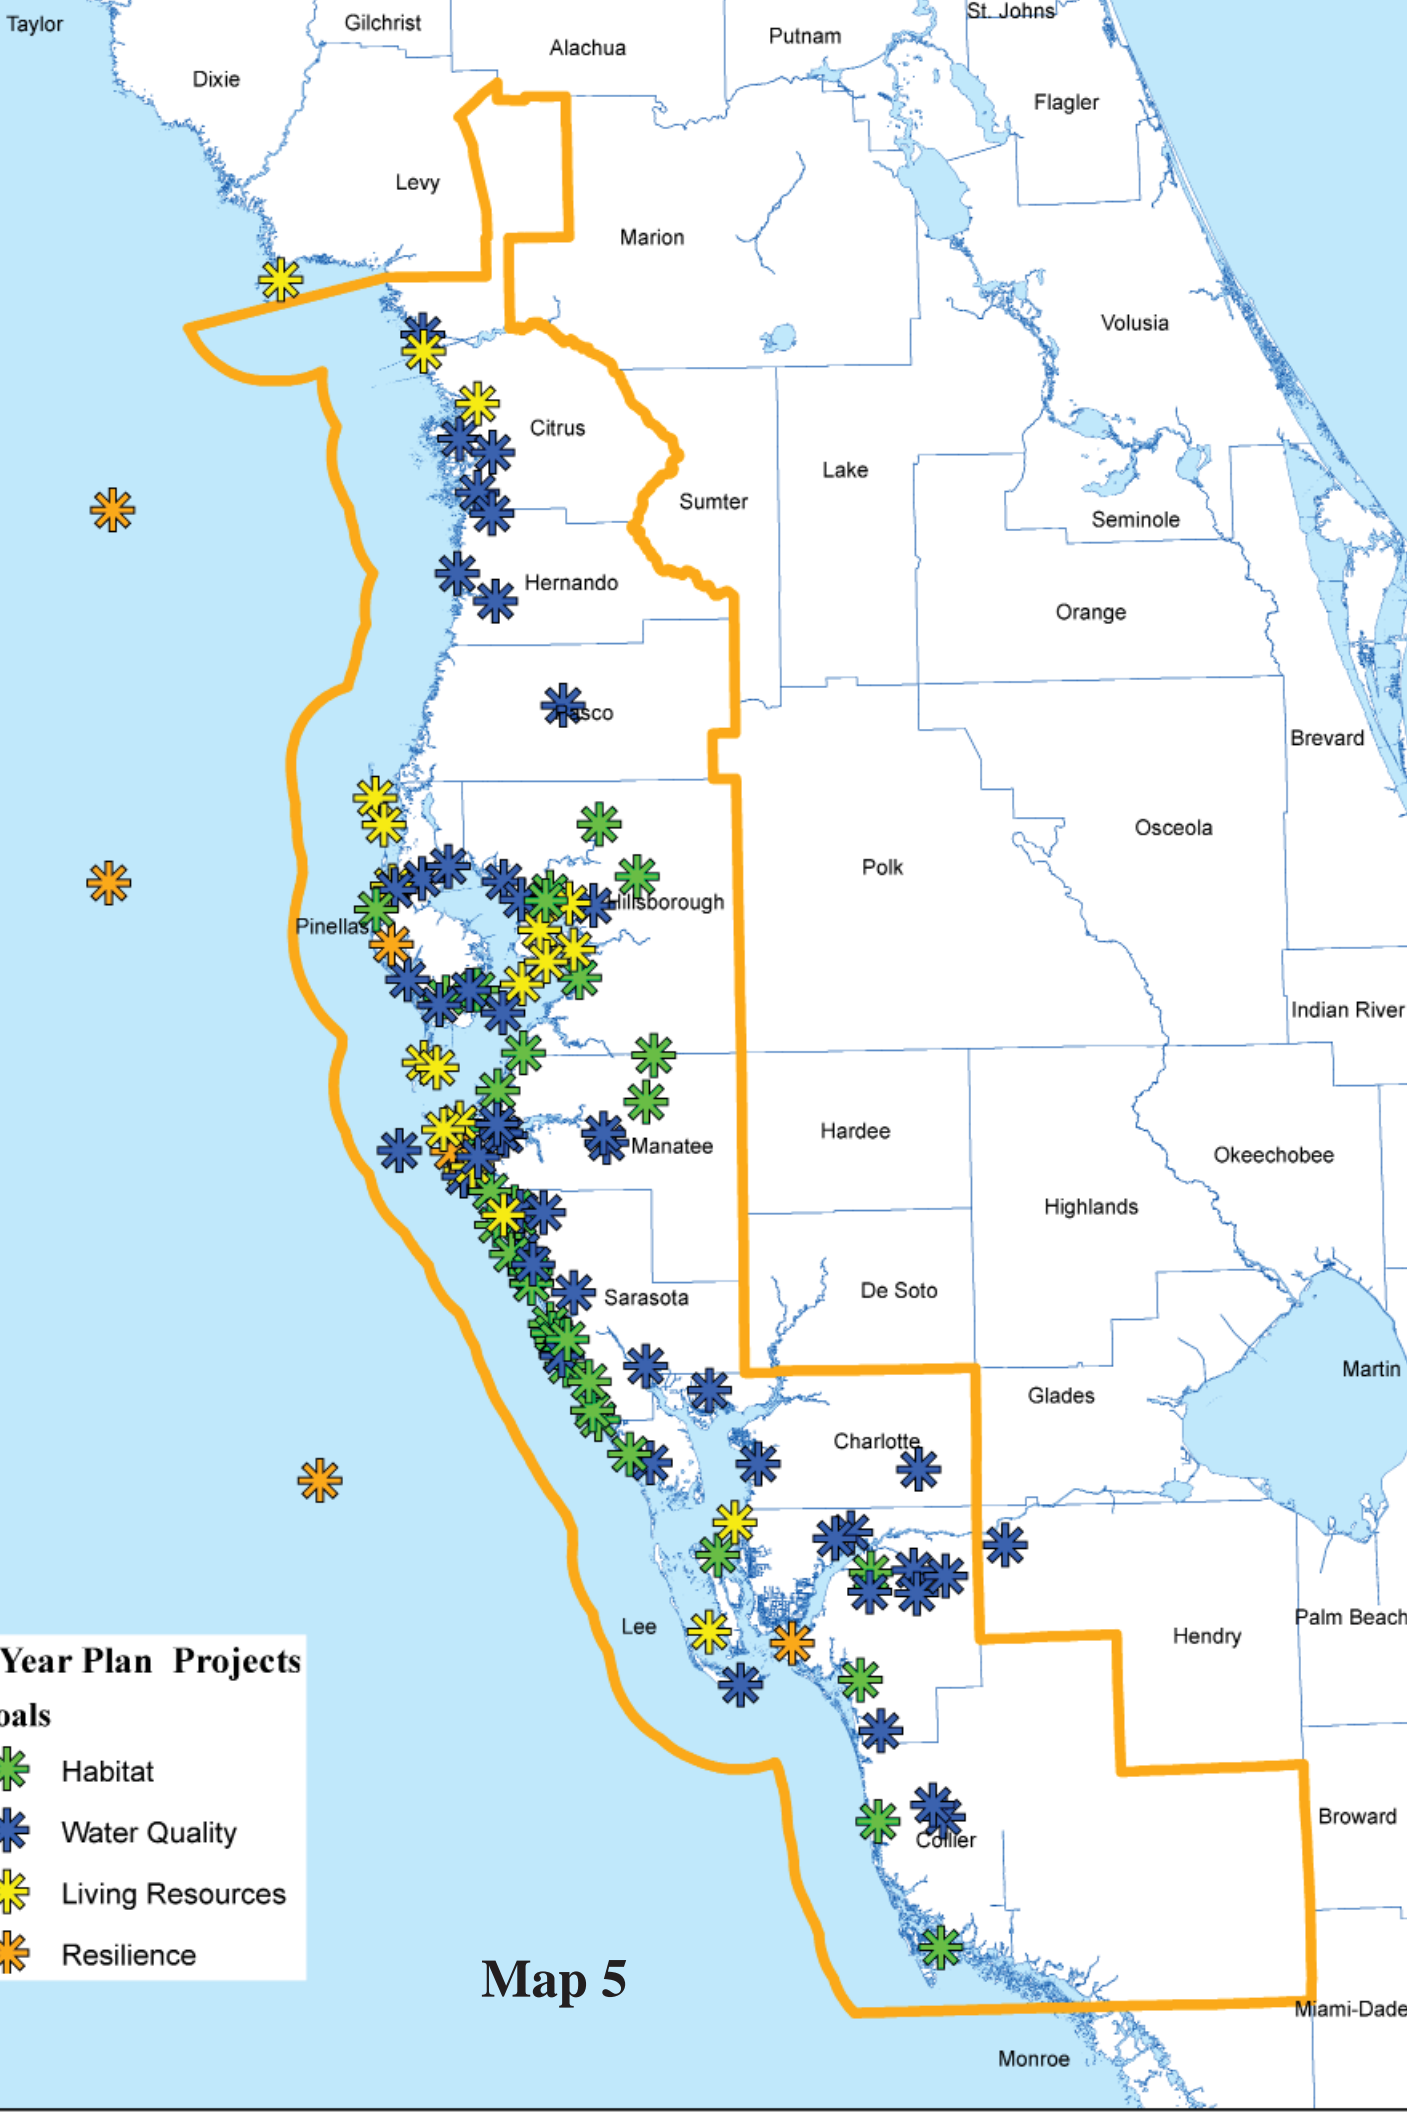 St. Johns
Taylor
Gilchrist
Alachua
Putnam
Dixie
Flagler
Levy
Marion
Volusia
Citrus
Lake
Sumter
Seminole
Hernando
Orange
Pasco
Brevard
Osceola
Polk
Hillsborough
Pinellas
Indian River
Hardee
Manatee
Okeechobee
Highlands
De Soto
Sarasota
Martin
Glades
Charlotte
Palm Beach
Lee
Hendry
Year Plan Projects
oals
Habitat
Broward
Water Quality
Collier
Living Resources
Resilience
Map 5
Miami-Dade
Monroe